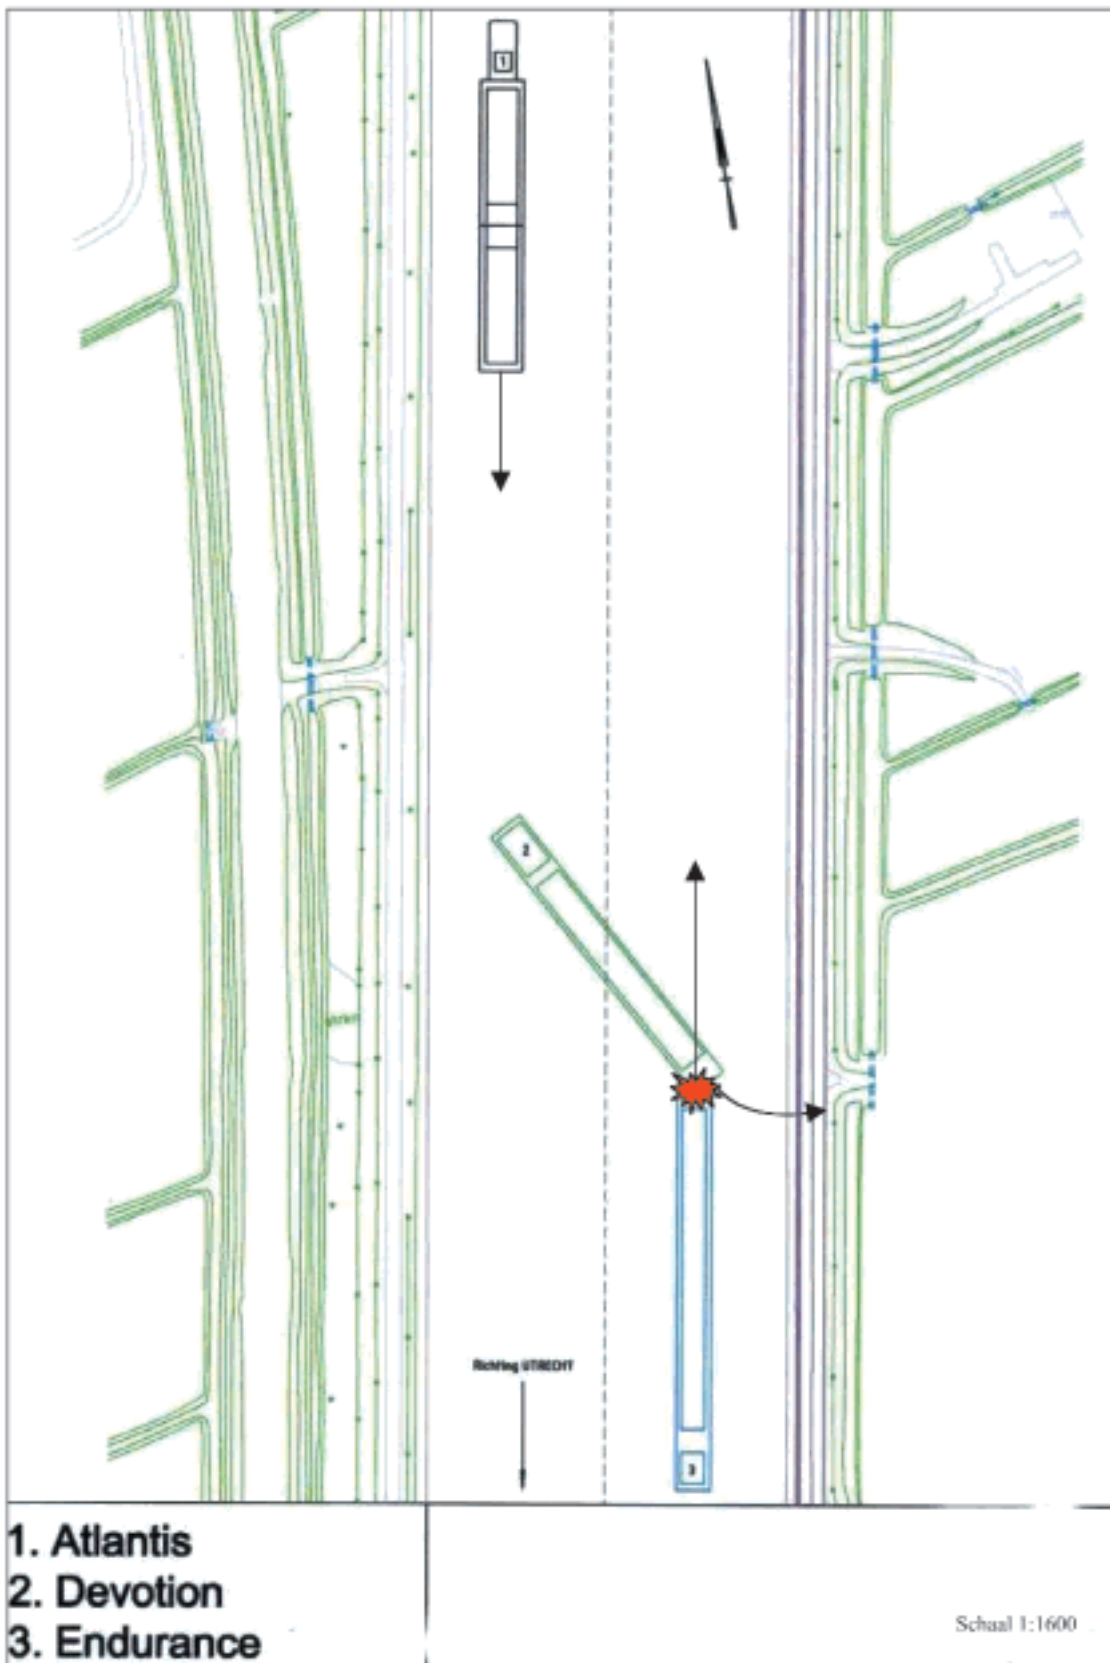 1
2
Richting UTRECHT
3
1. Atlantis
2. Devotion
3. Endurance
Schaal 1:1600